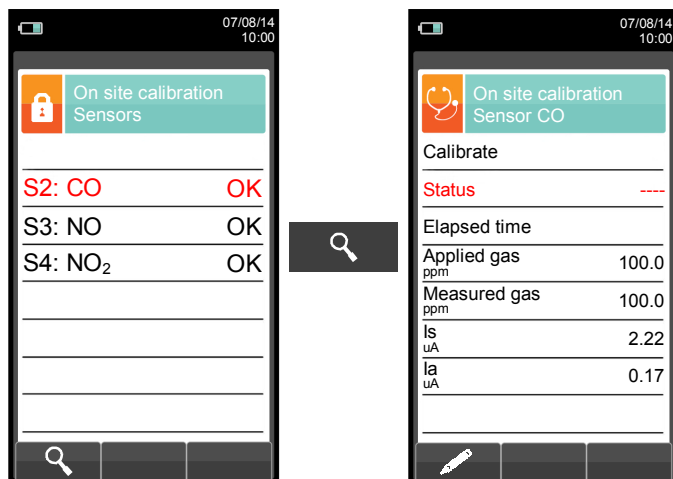 07/08/14
10:00
On site calibration
Sensors
S2: CO OK
S3: NO OK
S4: NO₂ OK
07/08/14
10:00
On site calibration
Sensor CO
Calibrate
Status ----
Elapsed time
Applied gas 100.0
ppm
Measured gas 100.0
ppm
Is 2.22
uA
Ia 0.17
uA